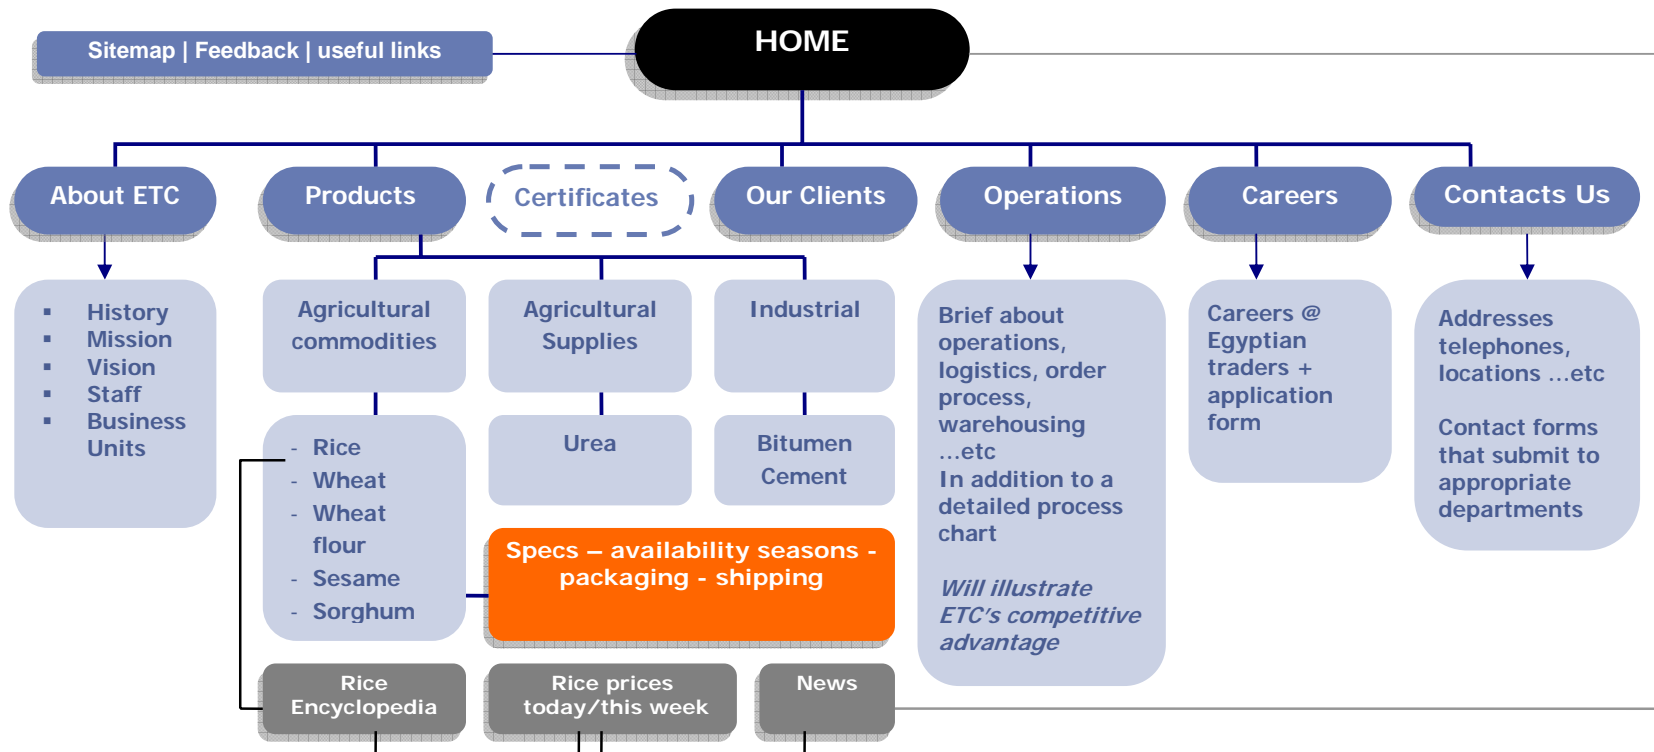 HOME
Sitemap | Feedback | useful links
About ETC
Products
Certificates
Our Clients
Operations
Careers
Contacts Us
▪ History
▪ Mission
▪ Vision
▪ Staff
▪ Business
Units
Agricultural
commodities
Agricultural
Supplies
Industrial
- Rice
- Wheat
- Wheat
flour
- Sesame
- Sorghum
Urea
Bitumen
Cement
Specs – availability seasons -
packaging - shipping
Brief about
operations,
logistics, order
process,
warehousing
…etc
In addition to a
detailed process
chart
Will illustrate
ETC’s competitive
advantage
Careers @
Egyptian
traders +
application
form
Addresses
telephones,
locations …etc
Contact forms
that submit to
appropriate
departments
Rice
Encyclopedia
Rice prices
today/this week
News